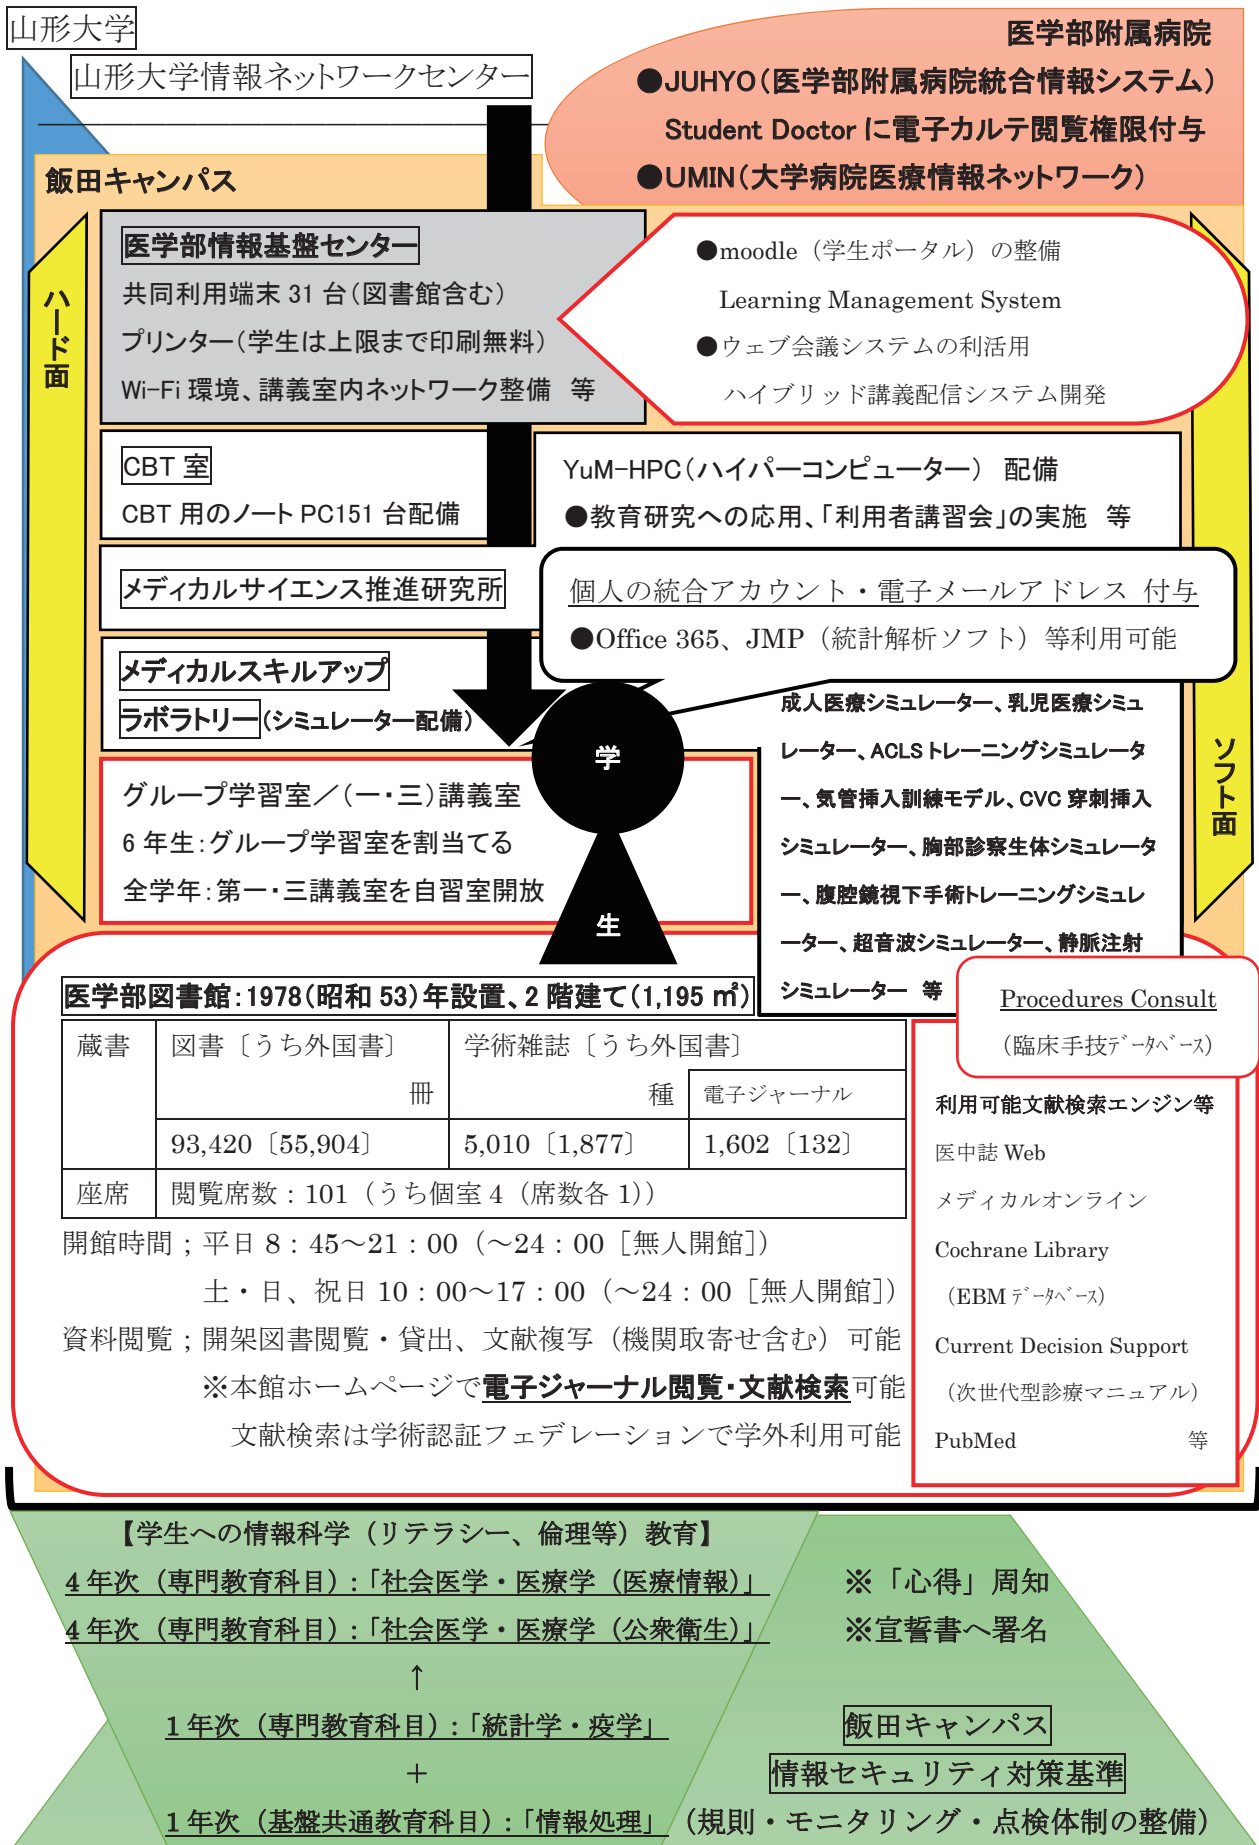 山形大学
山形大学情報ネットワークセンター
医学部附属病院
●JUHYO(医学部附属病院統合情報システム)
Student Doctor に電子カルテ閲覧権限付与
●UMIN(大学病院医療情報ネットワーク)
飯田キャンパス
ハード面
医学部情報基盤センター
共同利用端末 31 台(図書館含む)
プリンター(学生は上限まで印刷無料)
Wi-Fi 環境、講義室内ネットワーク整備 等
●moodle（学生ポータル）の整備
Learning Management System
●ウェブ会議システムの利活用
ハイブリッド講義配信システム開発
ソフト面
CBT 室
CBT 用のノート PC151 台配備
YuM-HPC(ハイパーコンピューター) 配備
●教育研究への応用、「利用者講習会」の実施 等
メディカルサイエンス推進研究所
個人の統合アカウント・電子メールアドレス 付与
●Office 365、JMP（統計解析ソフト）等利用可能
メディカルスキルアップ
ラボラトリー(シミュレーター配備)
学
生
成人医療シミュレーター、乳児医療シミュ
レーター、ACLS トレーニングシミュレータ
ー、気管挿入訓練モデル、CVC 穿刺挿入
シミュレーター、胸部診察生体シミュレータ
ー、腹腔鏡視下手術トレーニングシミュレ
ーター、超音波シミュレーター、静脈注射
シミュレーター 等
グループ学習室／(一・三)講義室
6 年生：グループ学習室を割当てる
全学年：第一・三講義室を自習室開放
医学部図書館：1978(昭和 53)年設置、2 階建て(1,195 ㎡)
蔵書 図書〔うち外国書〕 学術雑誌〔うち外国書〕
冊 種 電子ジャーナル
93,420〔55,904〕 5,010〔1,877〕 1,602〔132〕
座席 閲覧席数：101（うち個室 4（席数各 1））
開館時間；平日 8：45～21：00（～24：00［無人開館］）
土・日、祝日 10：00～17：00（～24：00［無人開館］）
資料閲覧；開架図書閲覧・貸出、文献複写（機関取寄せ含む）可能
※本館ホームページで電子ジャーナル閲覧・文献検索可能
文献検索は学術認証フェデレーションで学外利用可能
Procedures Consult
（臨床手技ﾃﾞｰﾀﾍﾞｰｽ）
利用可能文献検索エンジン等
医中誌 Web
メディカルオンライン
Cochrane Library
（EBM ﾃﾞｰﾀﾍﾞｰｽ）
Current Decision Support
（次世代型診療マニュアル）
PubMed 等
【学生への情報科学（リテラシー、倫理等）教育】
4 年次（専門教育科目）：「社会医学・医療学（医療情報）」
4 年次（専門教育科目）：「社会医学・医療学（公衆衛生）」
↑
1 年次（専門教育科目）：「統計学・疫学」
＋
1 年次（基盤共通教育科目）：「情報処理」
※「心得」周知
※宣誓書へ署名
飯田キャンパス
情報セキュリティ対策基準
（規則・モニタリング・点検体制の整備）